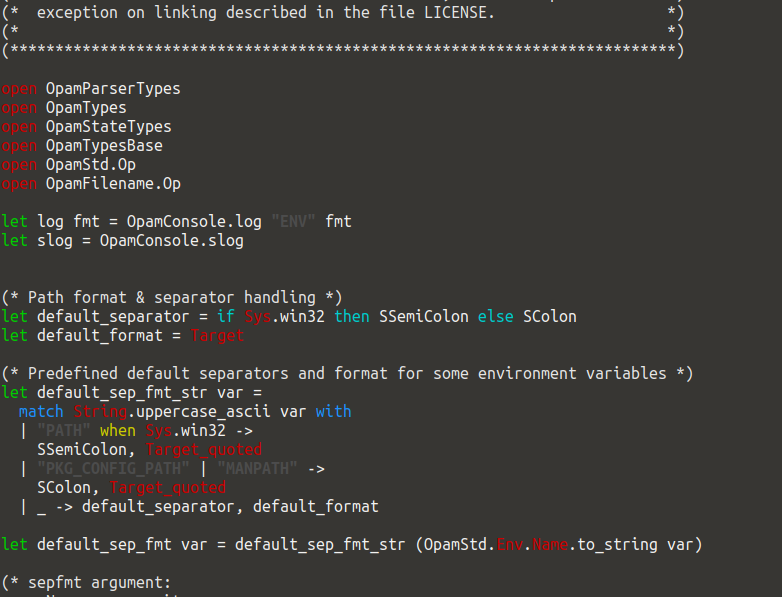 (*  exception on linking described in the file LICENSE.                   *)
(*                                                                        *)
(**************************************************************************)
open OpamParserTypes
open OpamTypes
open OpamStateTypes
open OpamTypesBase
open OpamStd.Op
open OpamFilename.Op
let log fmt = OpamConsole.log "ENV" fmt
let slog = OpamConsole.slog
(* Path format & separator handling *)
let default_separator = if Sys.win32 then SSemiColon else SColon
let default_format = Target
(* Predefined default separators and format for some environment variables *)
let default_sep_fmt_str var =
  match String.uppercase_ascii var with
  | "PATH" when Sys.win32 ->
    SSemiColon, Target_quoted
  | "PKG_CONFIG_PATH" | "MANPATH" ->
    SColon, Target_quoted
  | _ -> default_separator, default_format
let default_sep_fmt var = default_sep_fmt_str (OpamStd.Env.Name.to_string var)
(* sepfmt argument: